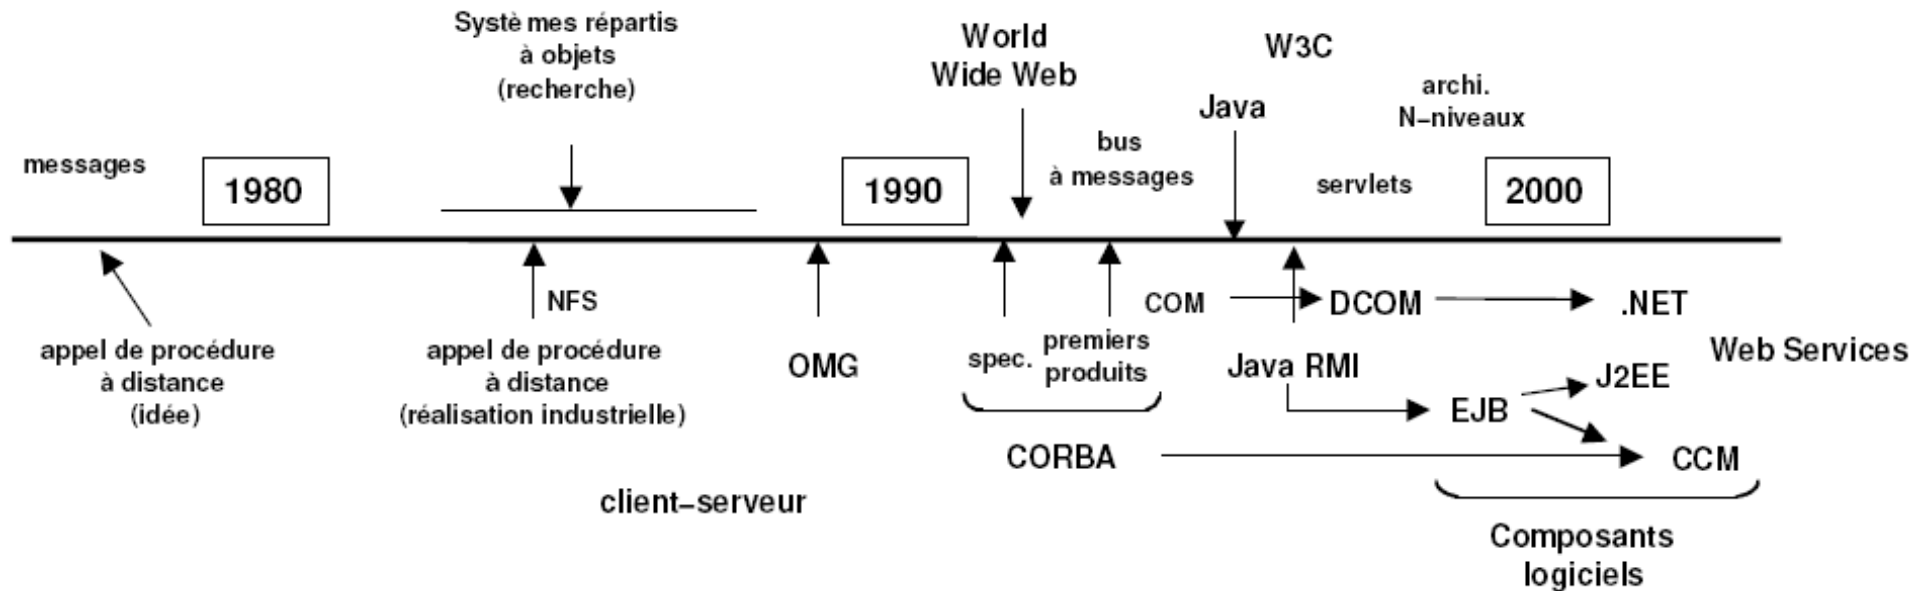 Systèmes répartis
à objets
(recherche)
World
Wide Web
W3C
archi.
N-niveaux
Java
messages
1980
1990
bus
à messages
servlets
2000
NFS
COM
DCOM
.NET
appel de procédure
à distance
(idée)
appel de procédure
à distance
(réalisation industrielle)
OMG
spec.
premiers
produits
Java RMI
Web Services
J2EE
EJB
CORBA
CCM
client-serveur
Composants
logiciels